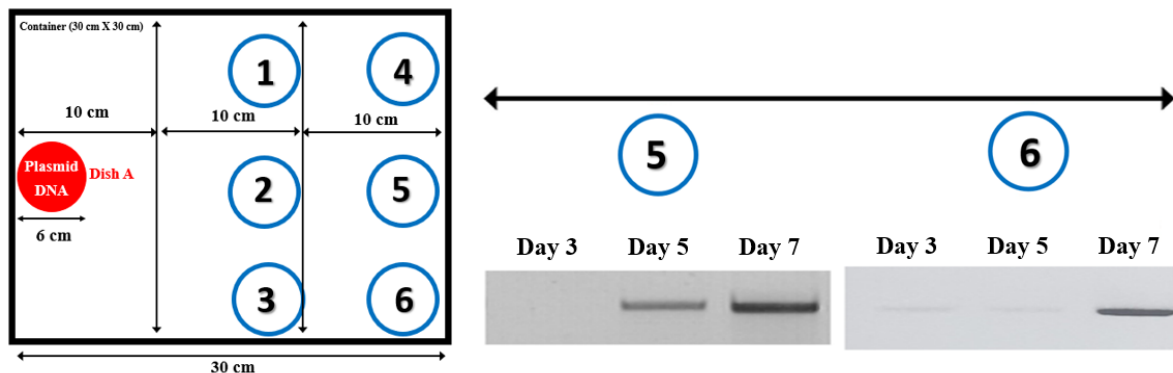 Container (30 cm X 30 cm)
1
4
10 cm
10 cm
10 cm
Plasmid
DNA
Dish A
2
5
6 cm
3
6
30 cm
5
6
Day 3
Day 5
Day 7
Day 3
Day 5
Day 7